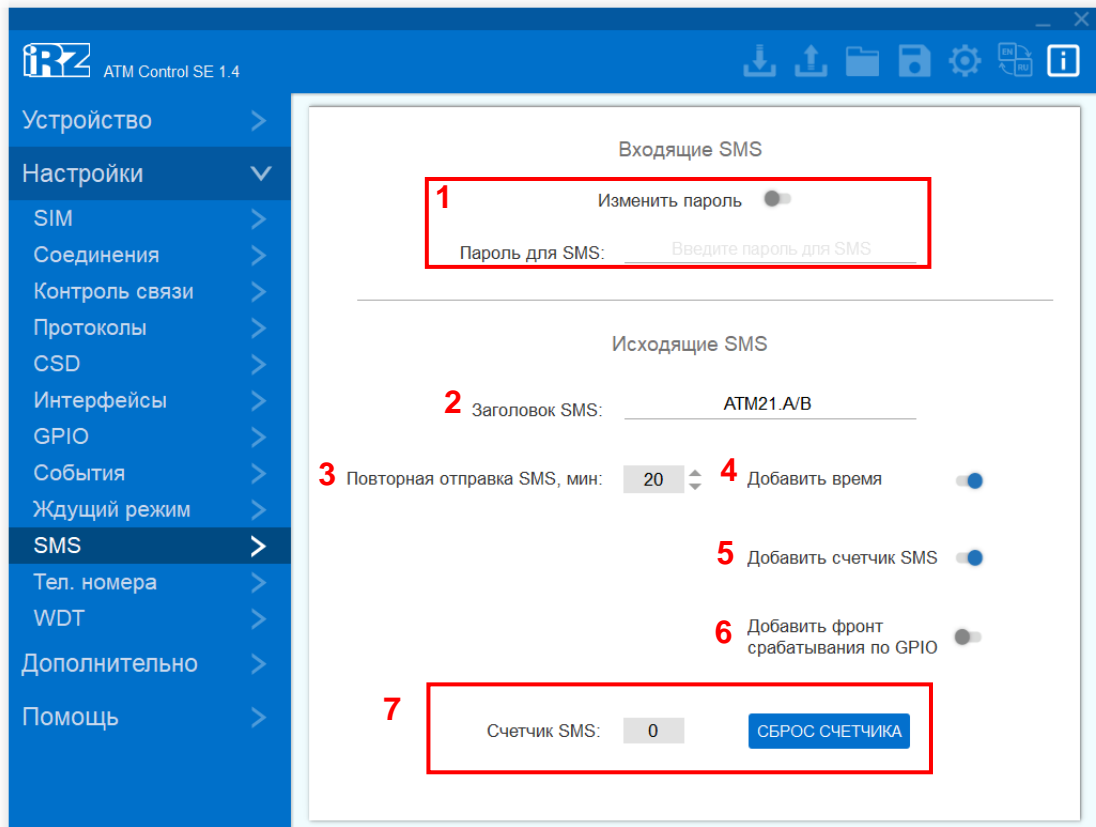 iRZ ATM Control SE 1.4
EN
RU
i
Устройство
Настройки
SIM
Соединения
Контроль связи
Протоколы
CSD
Интерфейсы
GPIO
События
Ждущий режим
SMS
Тел. номера
WDT
Дополнительно
Помощь
Входящие SMS
1
Изменить пароль
Пароль для SMS: Введите пароль для SMS
Исходящие SMS
2 Заголовок SMS: ATM21.A/B
3 Повторная отправка SMS, мин: 20 4 Добавить время
5 Добавить счетчик SMS
6 Добавить фронт
срабатывания по GPIO
7
Счетчик SMS: 0 СБРОС СЧЕТЧИКА